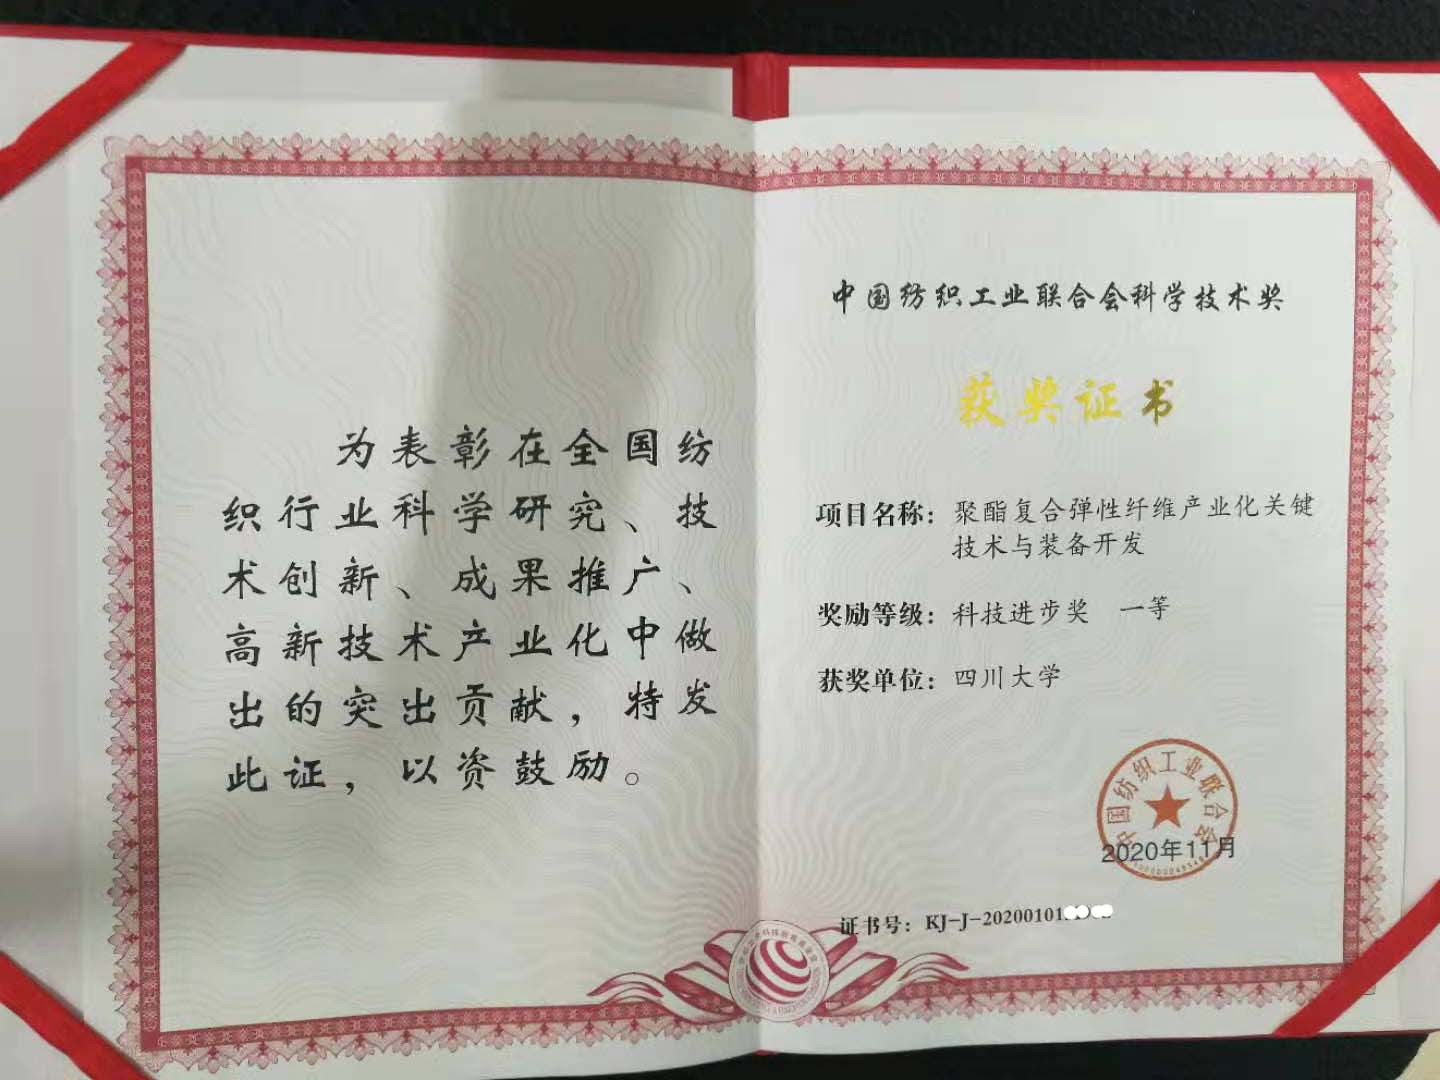 为表彰在全国纺
织行业科学研究、技
术创新、成果推广、
高新技术产业化中做
出的突出贡献，特发
此证，以资鼓励。
中国纺织工业联合会科学技术奖
获奖证书
项目名称：聚酯复合弹性纤维产业化关键
技术与装备开发
奖励等级：科技进步奖 一等
获奖单位：四川大学
中国纺织工业联合会
2020年11月
证书号：KJ-J-20200101